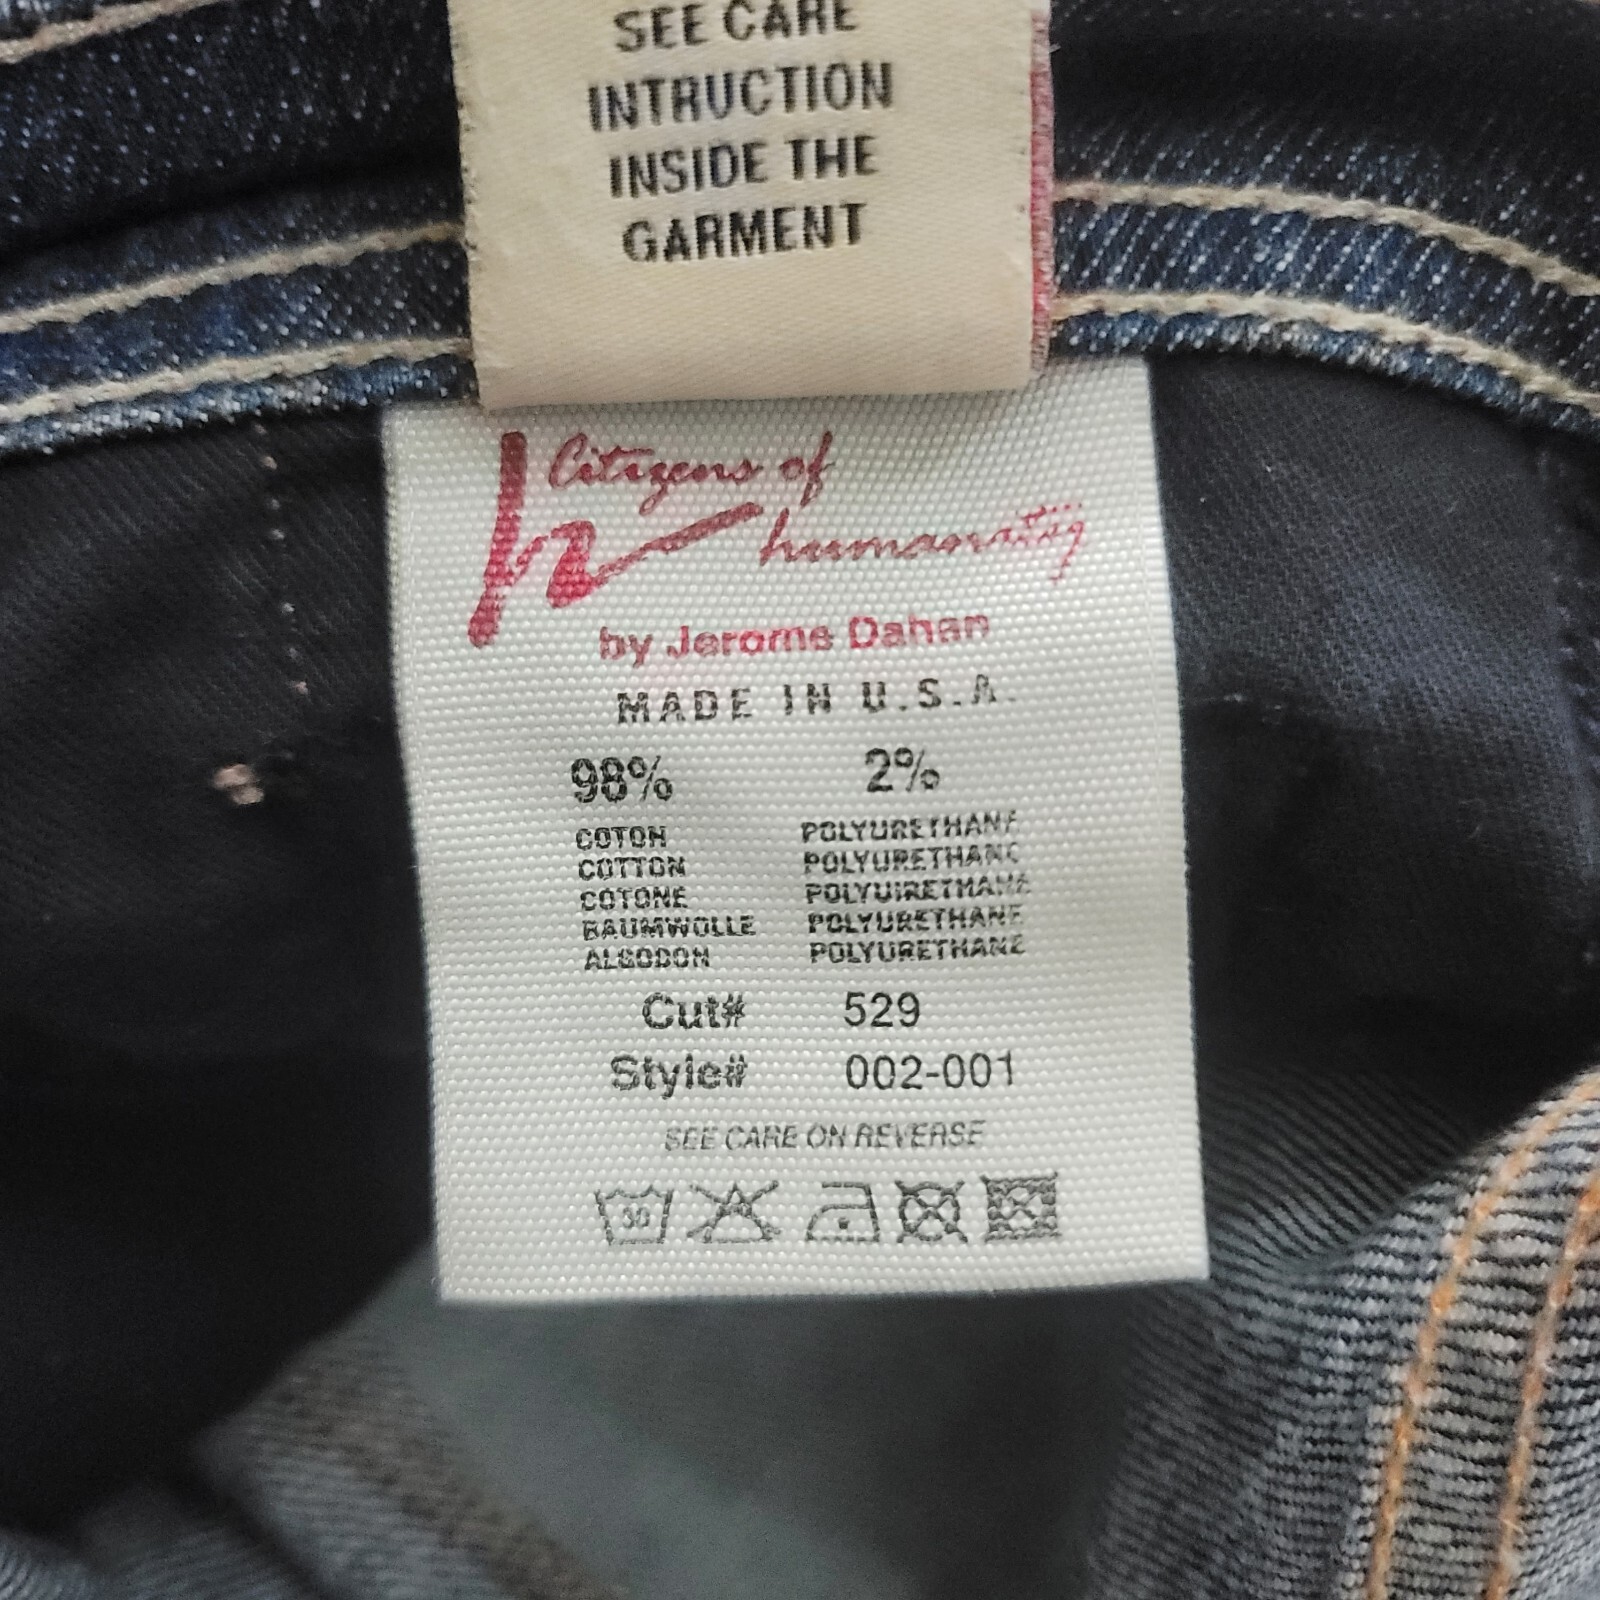 SEE CARE
INTRUCTION
INSIDE THE
GARMENT
Citizens of
humanity
by Jerome Dahan
MADE IN U.S.A.
98% 2%
COTON POLYURETHANE
COTTON POLYURETHANE
COTONE POLYUIRETHANE
BAUMWOLLE POLYURETHANE
ALGODON POLYURETHANE
Cut# 529
Style# 002-001
SEE CARE ON REVERSE
30